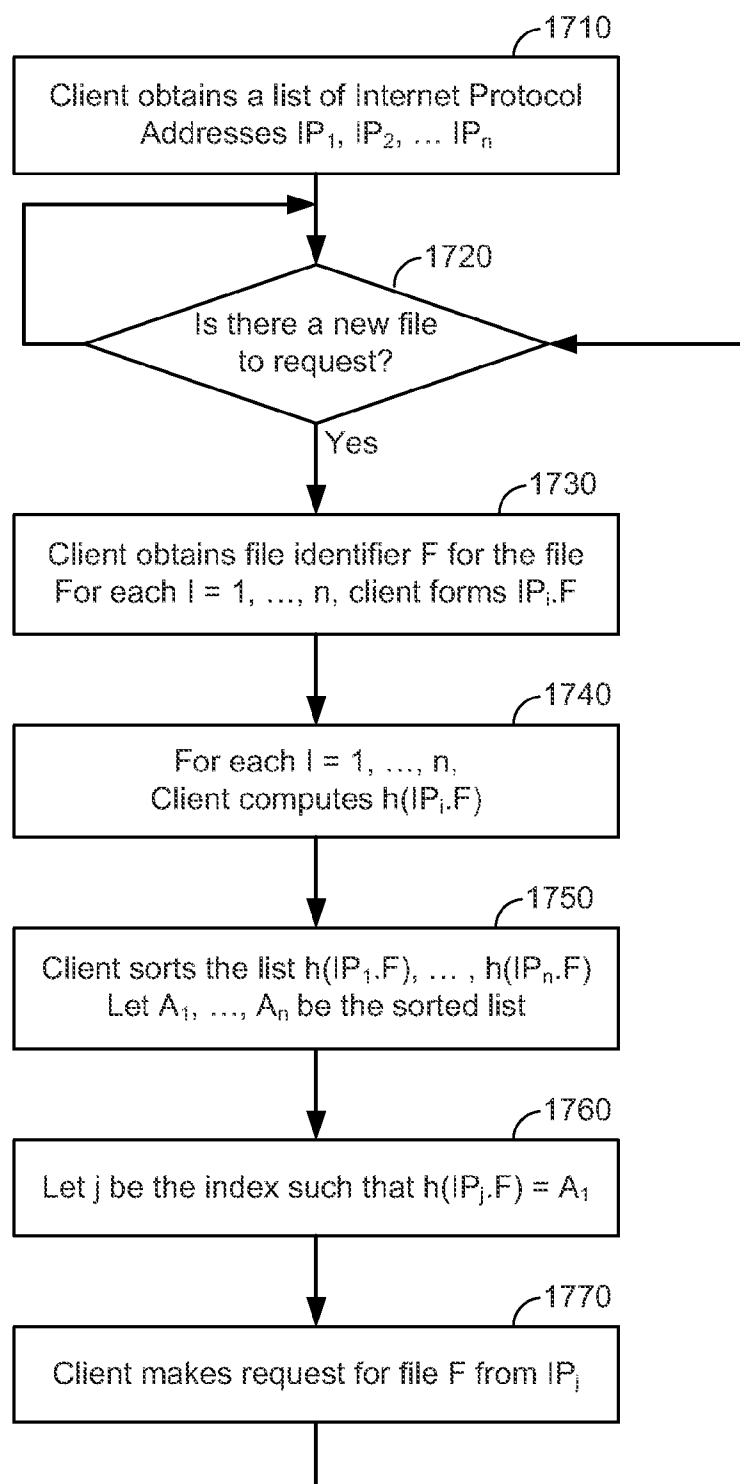 1710
Client obtains a list of Internet Protocol
Addresses IP₁, IP₂, ... IPₙ
1720
Is there a new file
to request?
Yes
1730
Client obtains file identifier F for the file
For each I = 1, ..., n, client forms IPᵢ.F
1740
For each I = 1, ..., n,
Client computes h(IPᵢ.F)
1750
Client sorts the list h(IP₁.F), ... , h(IPₙ.F)
Let A₁, ..., Aₙ be the sorted list
1760
Let j be the index such that h(IPⱼ.F) = A₁
1770
Client makes request for file F from IPⱼ